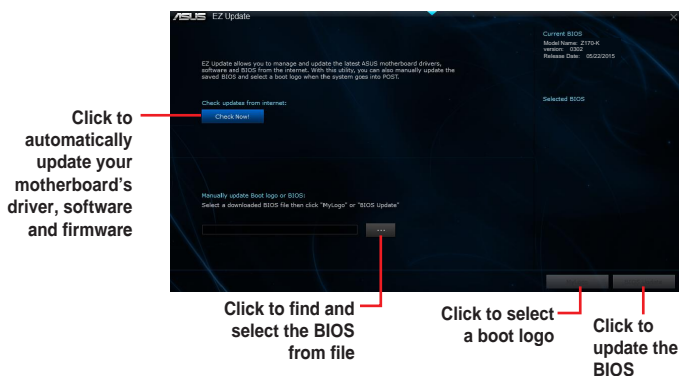 ASUS EZ Update
Current BIOS
Model Name: Z170-K
version: 0302
Release Date: 05/22/2015
EZ Update allows you to manage and update the latest ASUS motherboard drivers,
software and BIOS from the internet. With this utility, you can also manually update the
saved BIOS and select a boot logo when the system goes into POST.
Check updates from internet:
Check Now!
Selected BIOS
Click to
automatically
update your
motherboard’s
driver, software
and firmware
Manually update Boot logo or BIOS:
Select a downloaded BIOS file then click "MyLogo" or "BIOS Update"
...
Click to find and
select the BIOS
from file
Click to select
a boot logo
Click to
update the
BIOS